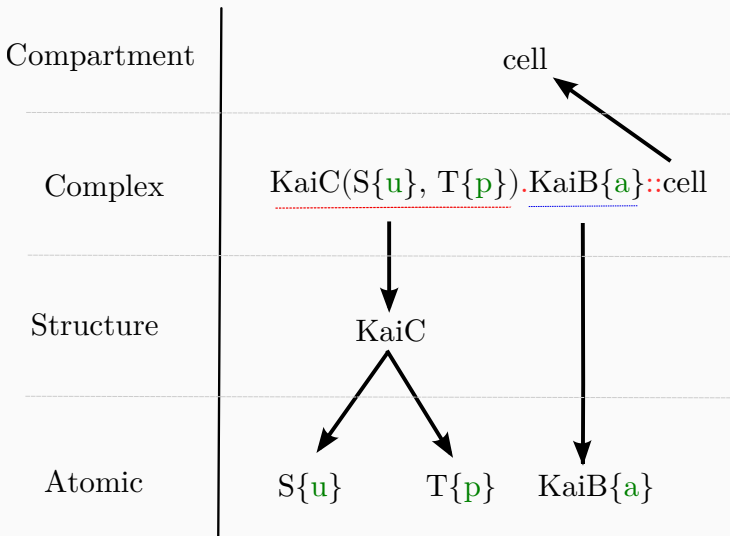 Compartment cell
Complex KaiC(S{u}, T{p}).KaiB{a}::cell
Structure KaiC
Atomic S{u} T{p} KaiB{a}